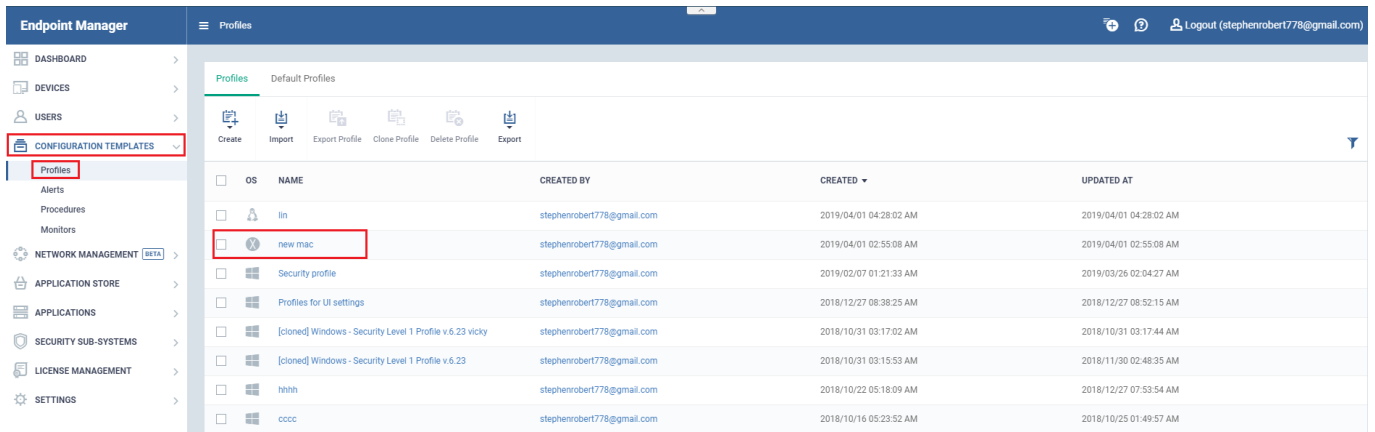 Endpoint Manager
Profiles
Logout (stephenrobert778@gmail.com)
DASHBOARD
DEVICES
USERS
CONFIGURATION TEMPLATES
Profiles
Alerts
Procedures
Monitors
NETWORK MANAGEMENT BETA
APPLICATION STORE
APPLICATIONS
SECURITY SUB-SYSTEMS
LICENSE MANAGEMENT
SETTINGS
Profiles Default Profiles
Create Import Export Profile Clone Profile Delete Profile Export
OS NAME CREATED BY CREATED UPDATED AT
lin stephenrobert778@gmail.com 2019/04/01 04:28:02 AM 2019/04/01 04:28:02 AM
X new mac stephenrobert778@gmail.com 2019/04/01 02:55:08 AM 2019/04/01 02:55:08 AM
Security profile stephenrobert778@gmail.com 2019/02/07 01:21:33 AM 2019/03/26 02:04:27 AM
Profiles for UI settings stephenrobert778@gmail.com 2018/12/27 08:38:25 AM 2018/12/27 08:52:15 AM
[cloned] Windows - Security Level 1 Profile v.6.23 vicky stephenrobert778@gmail.com 2018/10/31 03:17:02 AM 2018/10/31 03:17:44 AM
[cloned] Windows - Security Level 1 Profile v.6.23 stephenrobert778@gmail.com 2018/10/31 03:15:53 AM 2018/11/30 02:48:35 AM
hhhh stephenrobert778@gmail.com 2018/10/22 05:18:09 AM 2018/12/27 07:53:54 AM
cccc stephenrobert778@gmail.com 2018/10/16 05:23:52 AM 2018/10/25 01:49:57 AM